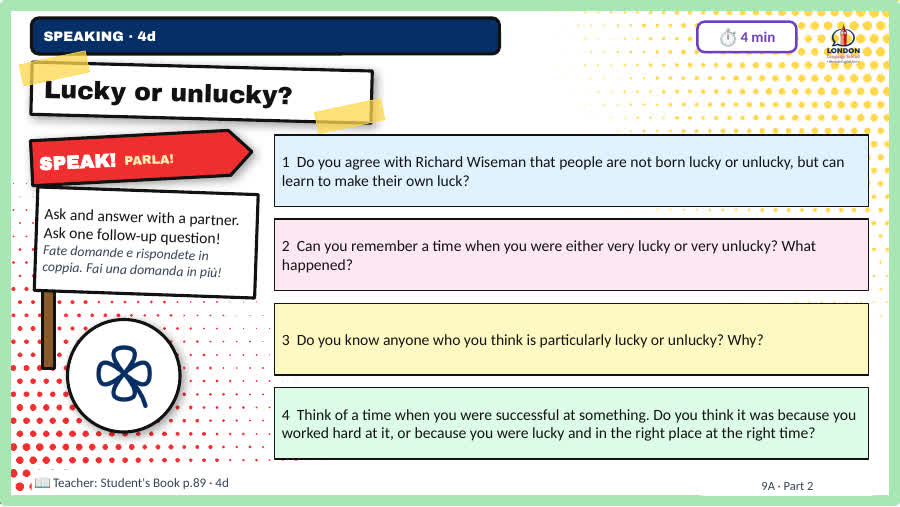 SPEAKING · 4d
⏱️ 4 min
LONDON
Lucky or unlucky?
SPEAK! PARLA!
Ask and answer with a partner.
Ask one follow-up question!
Fate domande e rispondete in
coppia. Fai una domanda in più!
1 Do you agree with Richard Wiseman that people are not born lucky or unlucky, but can
learn to make their own luck?
2 Can you remember a time when you were either very lucky or very unlucky? What
happened?
3 Do you know anyone who you think is particularly lucky or unlucky? Why?
4 Think of a time when you were successful at something. Do you think it was because you
worked hard at it, or because you were lucky and in the right place at the right time?
📖 Teacher: Student's Book p.89 · 4d
9A · Part 2